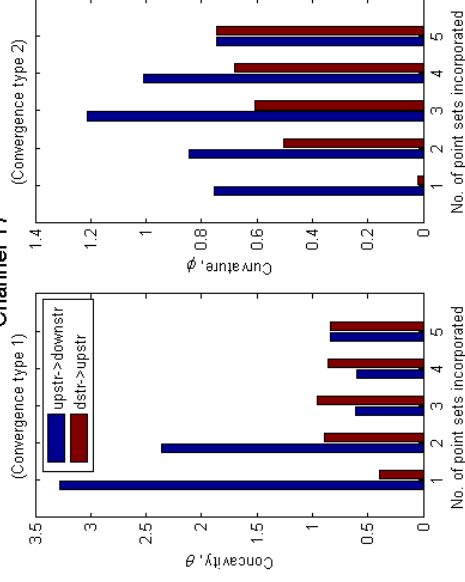 Channel 17
(Convergence type 1)
upstr->downstr
dstr->upstr
3.5
3
2.5
2
1.5
1
0.5
0
Concavity, θ
1 2 3 4 5
No. of point sets incorporated
(Convergence type 2)
1.4
1.2
1
0.8
0.6
0.4
0.2
0
Curvature, ϕ
1 2 3 4 5
No. of point sets incorporated